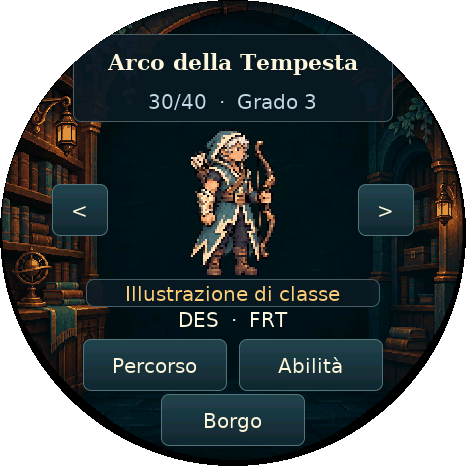 Arco della Tempesta
30/40 · Grado 3
< >
Illustrazione di classe
DES · FRT
Percorso Abilità
Borgo